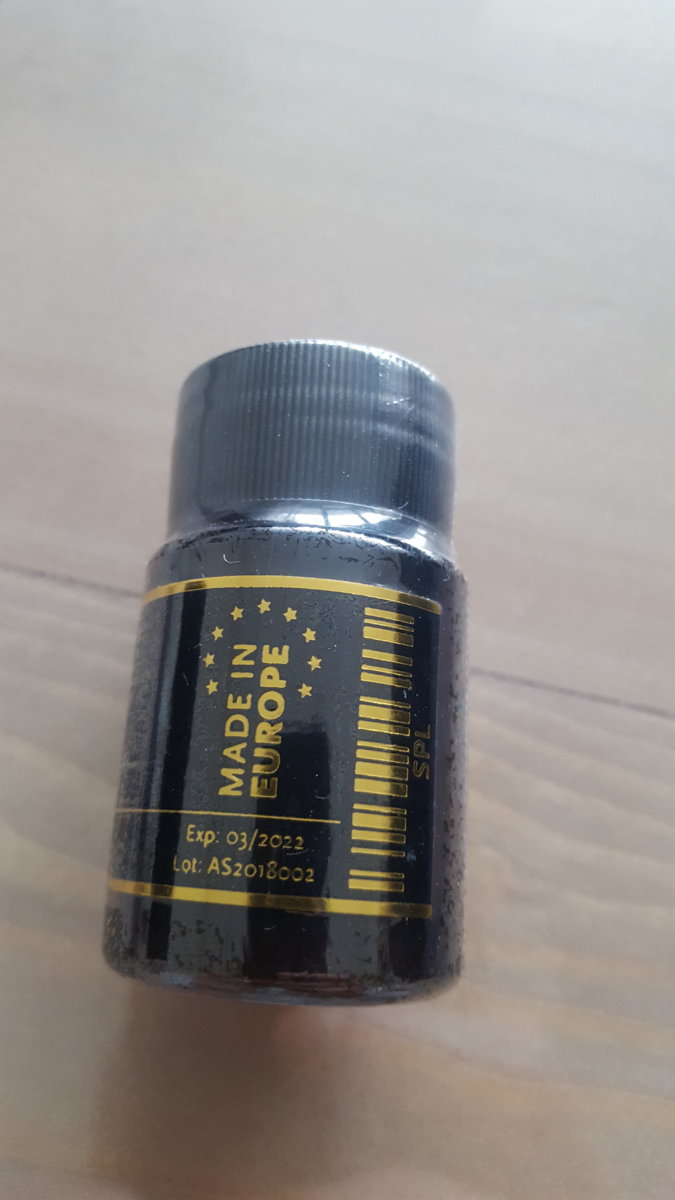 MADE IN
EUROPE
Exp: 03/2022
Lot: AS2018002
SPL